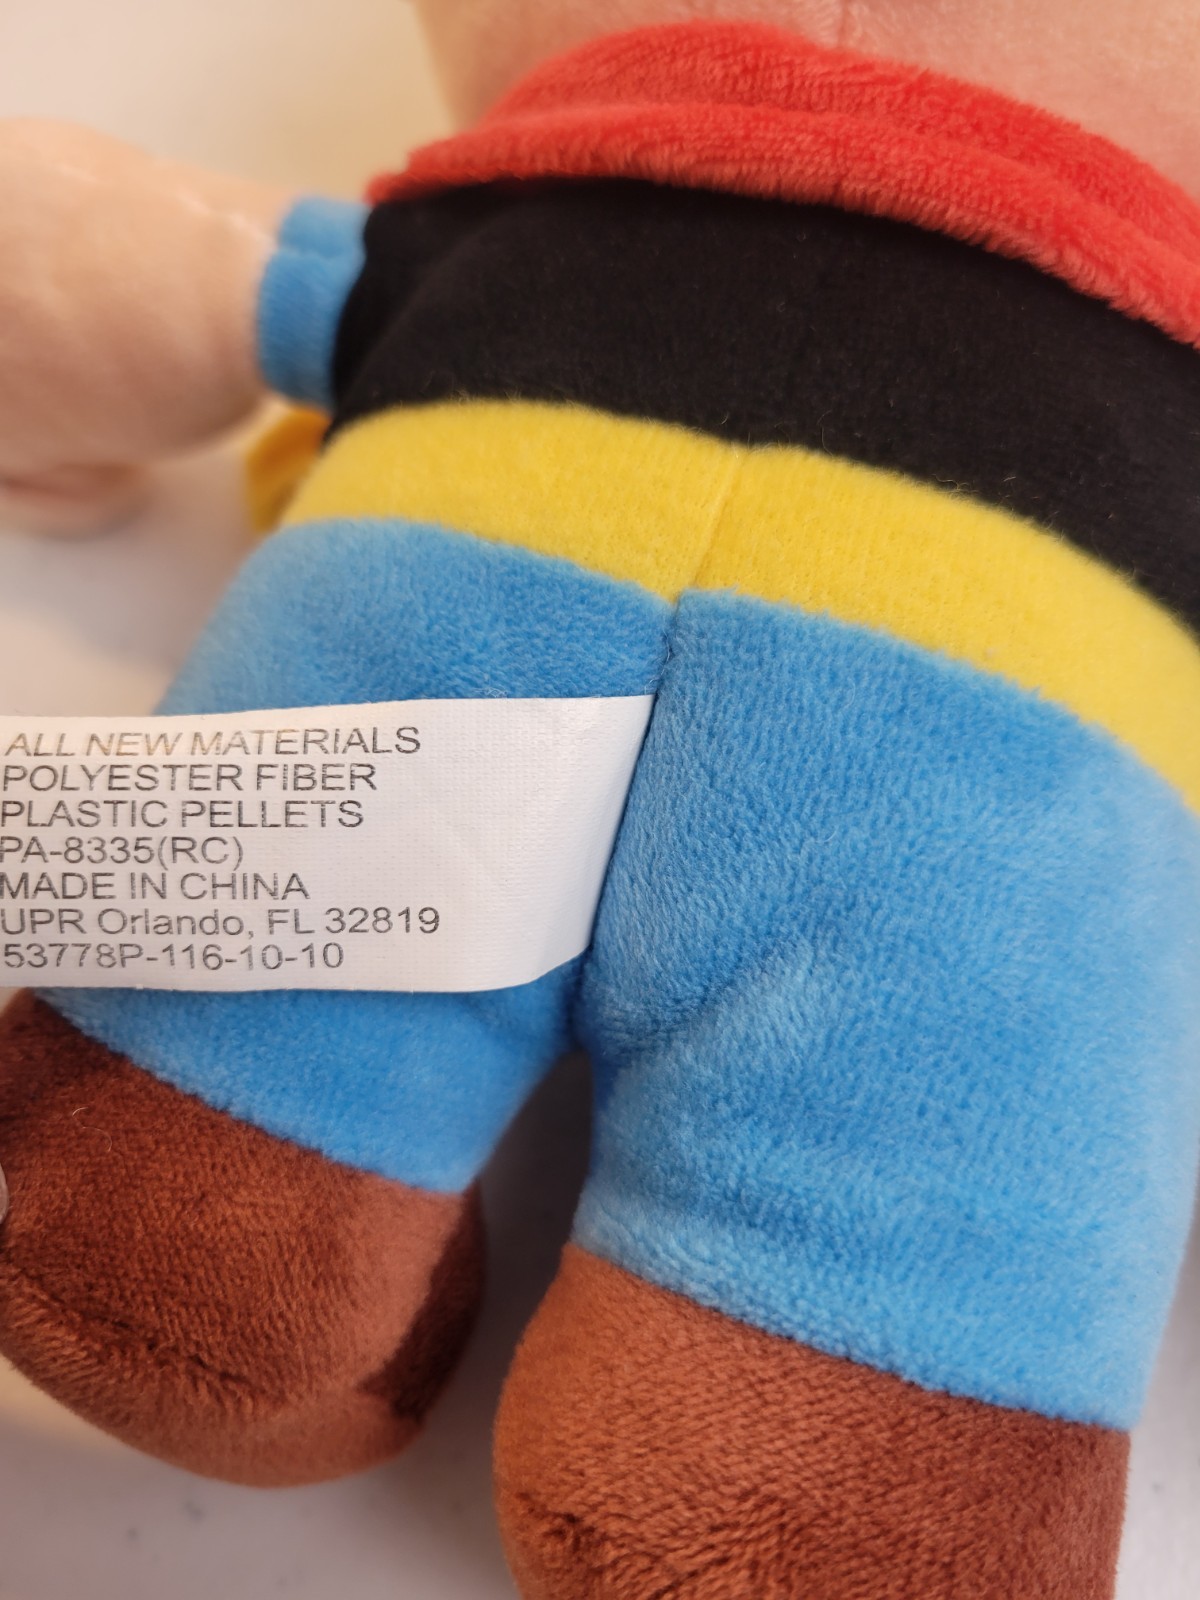 ALL NEW MATERIALS
POLYESTER FIBER
PLASTIC PELLETS
PA-8335(RC)
MADE IN CHINA
UPR Orlando, FL 32819
53778P-116-10-10